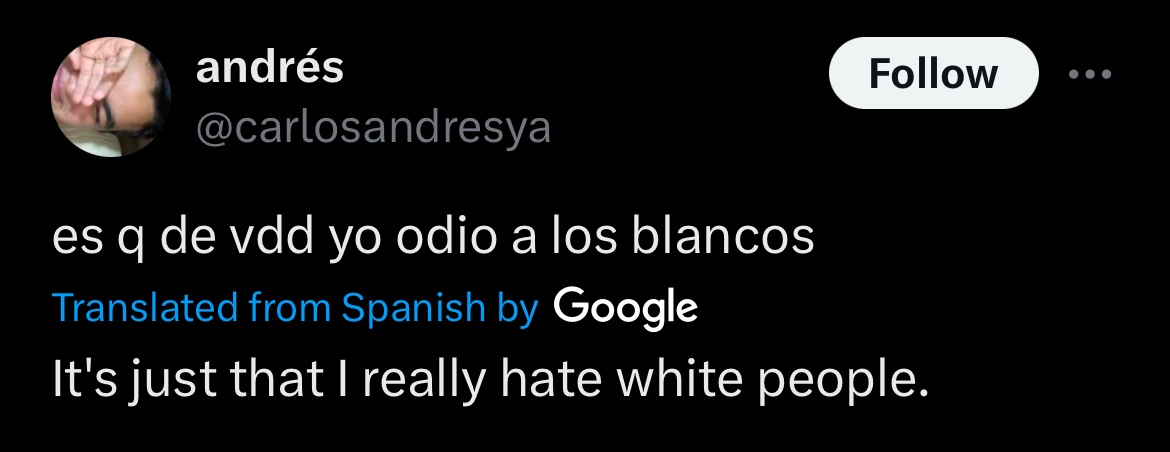 andrés
Follow
@carlosandresya
es q de vdd yo odio a los blancos
Translated from Spanish by Google
It's just that I really hate white people.